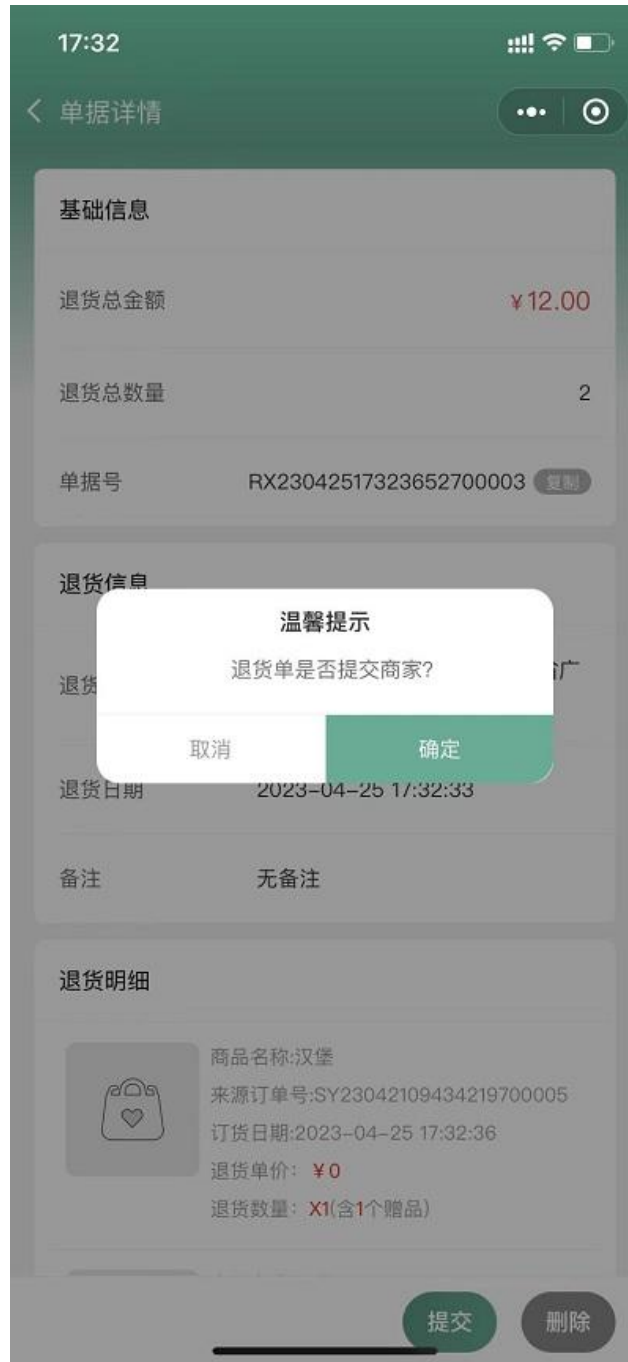 17:32
单据详情
基础信息
退货总金额 ¥12.00
退货总数量 2
单据号 RX23042517323652700003 复制
退货信息
温馨提示
退货单是否提交商家?
退货 广
取消 确定
退货日期 2023-04-25 17:32:33
备注 无备注
退货明细
商品名称:汉堡
来源订单号:SY23042109434219700005
订货日期:2023-04-25 17:32:36
退货单价: ¥0
退货数量: X1(含1个赠品)
提交 删除